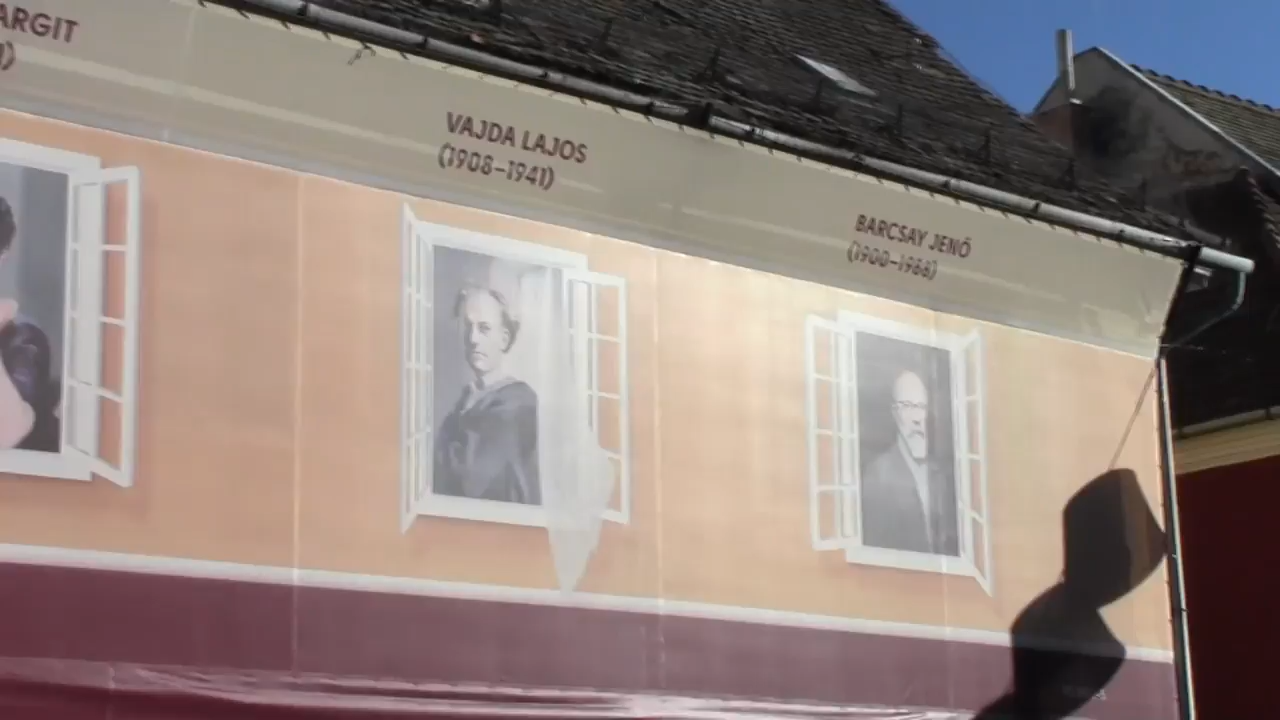 ARGIT
)
VAJDA LAJOS
(1908–1941)
BARCSAY JENŐ
(1900–1988)